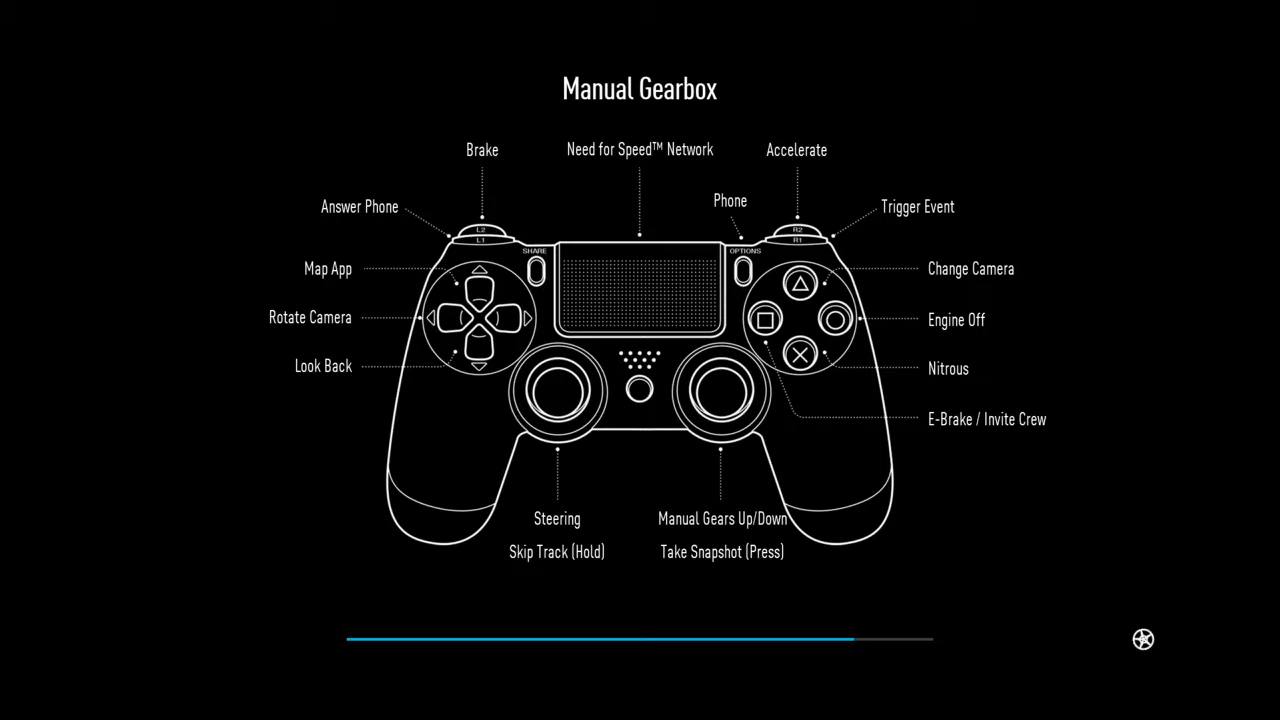 Manual Gearbox
Brake
Need for Speed™ Network
Accelerate
Answer Phone
Phone
Trigger Event
L2
R2
L1
R1
SHARE
OPTIONS
Map App
Change Camera
Rotate Camera
Engine Off
Look Back
Nitrous
E-Brake / Invite Crew
Steering
Manual Gears Up/Down
Skip Track (Hold)
Take Snapshot (Press)